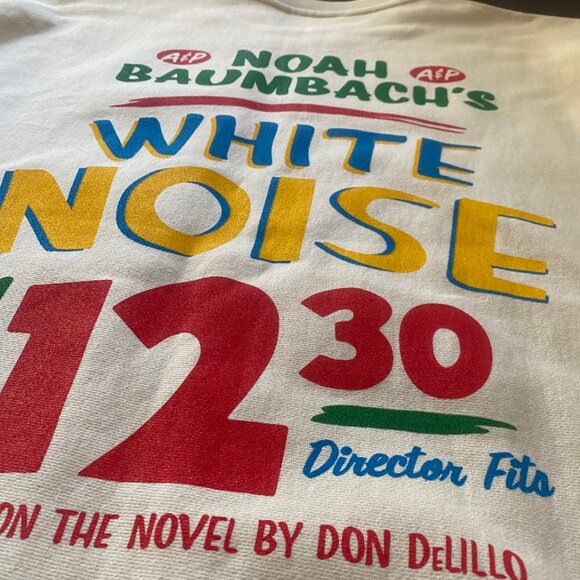 A&P NOAH A&P
BAUMBACH'S
WHITE
NOISE
'12 30
Director Fits
ON THE NOVEL BY DON DeLILLO